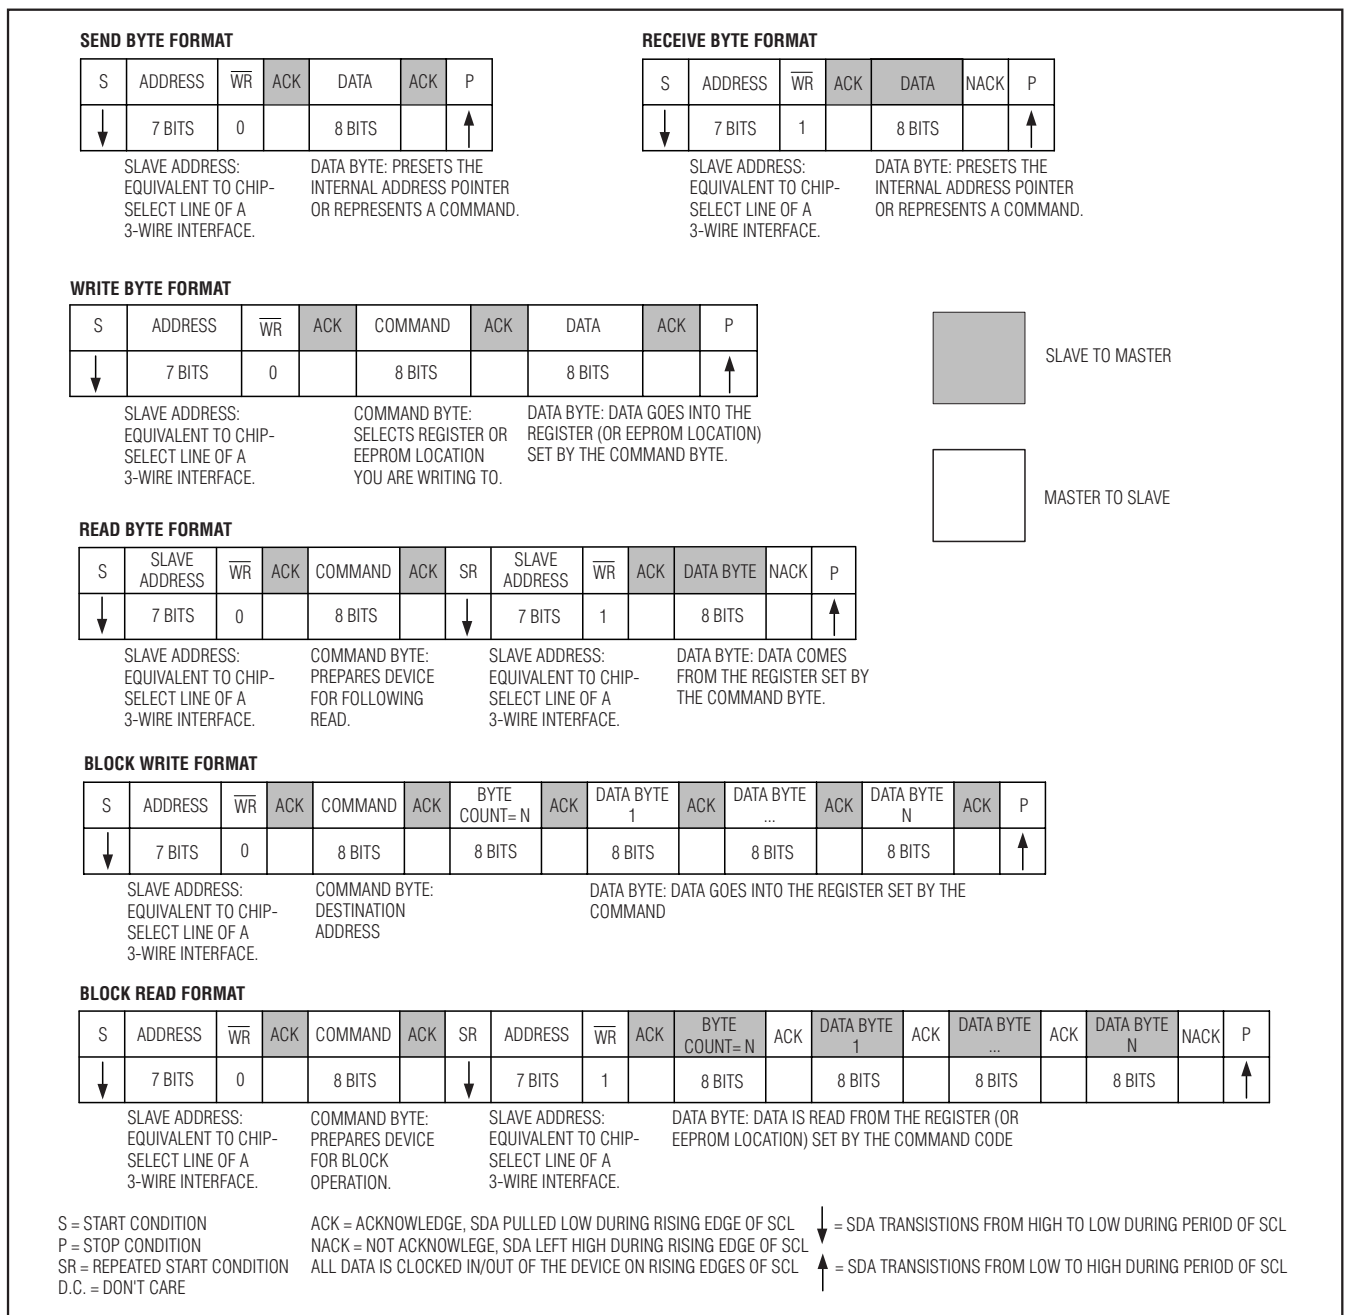 SEND BYTE FORMAT
S ADDRESS WR ACK DATA ACK P
7 BITS 0 8 BITS
SLAVE ADDRESS:
EQUIVALENT TO CHIP-
SELECT LINE OF A
3-WIRE INTERFACE.
DATA BYTE: PRESETS THE
INTERNAL ADDRESS POINTER
OR REPRESENTS A COMMAND.
RECEIVE BYTE FORMAT
S ADDRESS WR ACK DATA NACK P
7 BITS 1 8 BITS
SLAVE ADDRESS:
EQUIVALENT TO CHIP-
SELECT LINE OF A
3-WIRE INTERFACE.
DATA BYTE: PRESETS THE
INTERNAL ADDRESS POINTER
OR REPRESENTS A COMMAND.
WRITE BYTE FORMAT
S ADDRESS WR ACK COMMAND ACK DATA ACK P
7 BITS 0 8 BITS 8 BITS
SLAVE ADDRESS:
EQUIVALENT TO CHIP-
SELECT LINE OF A
3-WIRE INTERFACE.
COMMAND BYTE:
SELECTS REGISTER OR
EEPROM LOCATION
YOU ARE WRITING TO.
DATA BYTE: DATA GOES INTO THE
REGISTER (OR EEPROM LOCATION)
SET BY THE COMMAND BYTE.
SLAVE TO MASTER
MASTER TO SLAVE
READ BYTE FORMAT
S SLAVE ADDRESS WR ACK COMMAND ACK SR SLAVE ADDRESS WR ACK DATA BYTE NACK P
7 BITS 0 8 BITS 7 BITS 1 8 BITS
SLAVE ADDRESS:
EQUIVALENT TO CHIP-
SELECT LINE OF A
3-WIRE INTERFACE.
COMMAND BYTE:
PREPARES DEVICE
FOR FOLLOWING
READ.
SLAVE ADDRESS:
EQUIVALENT TO CHIP-
SELECT LINE OF A
3-WIRE INTERFACE.
DATA BYTE: DATA COMES
FROM THE REGISTER SET BY
THE COMMAND BYTE.
BLOCK WRITE FORMAT
S ADDRESS WR ACK COMMAND ACK BYTE COUNT= N ACK DATA BYTE 1 ACK DATA BYTE ... ACK DATA BYTE N ACK P
7 BITS 0 8 BITS 8 BITS 8 BITS 8 BITS 8 BITS
SLAVE ADDRESS:
EQUIVALENT TO CHIP-
SELECT LINE OF A
3-WIRE INTERFACE.
COMMAND BYTE:
DESTINATION
ADDRESS
DATA BYTE: DATA GOES INTO THE REGISTER SET BY THE
COMMAND
BLOCK READ FORMAT
S ADDRESS WR ACK COMMAND ACK SR ADDRESS WR ACK BYTE COUNT= N ACK DATA BYTE 1 ACK DATA BYTE ... ACK DATA BYTE N NACK P
7 BITS 0 8 BITS 7 BITS 1 8 BITS 8 BITS 8 BITS 8 BITS
SLAVE ADDRESS:
EQUIVALENT TO CHIP-
SELECT LINE OF A
3-WIRE INTERFACE.
COMMAND BYTE:
PREPARES DEVICE
FOR BLOCK
OPERATION.
SLAVE ADDRESS:
EQUIVALENT TO CHIP-
SELECT LINE OF A
3-WIRE INTERFACE.
DATA BYTE: DATA IS READ FROM THE REGISTER (OR
EEPROM LOCATION) SET BY THE COMMAND CODE
S = START CONDITION
P = STOP CONDITION
SR = REPEATED START CONDITION
D.C. = DON'T CARE
ACK = ACKNOWLEDGE, SDA PULLED LOW DURING RISING EDGE OF SCL
NACK = NOT ACKNOWLEGE, SDA LEFT HIGH DURING RISING EDGE OF SCL
ALL DATA IS CLOCKED IN/OUT OF THE DEVICE ON RISING EDGES OF SCL
= SDA TRANSISTIONS FROM HIGH TO LOW DURING PERIOD OF SCL
= SDA TRANSISTIONS FROM LOW TO HIGH DURING PERIOD OF SCL